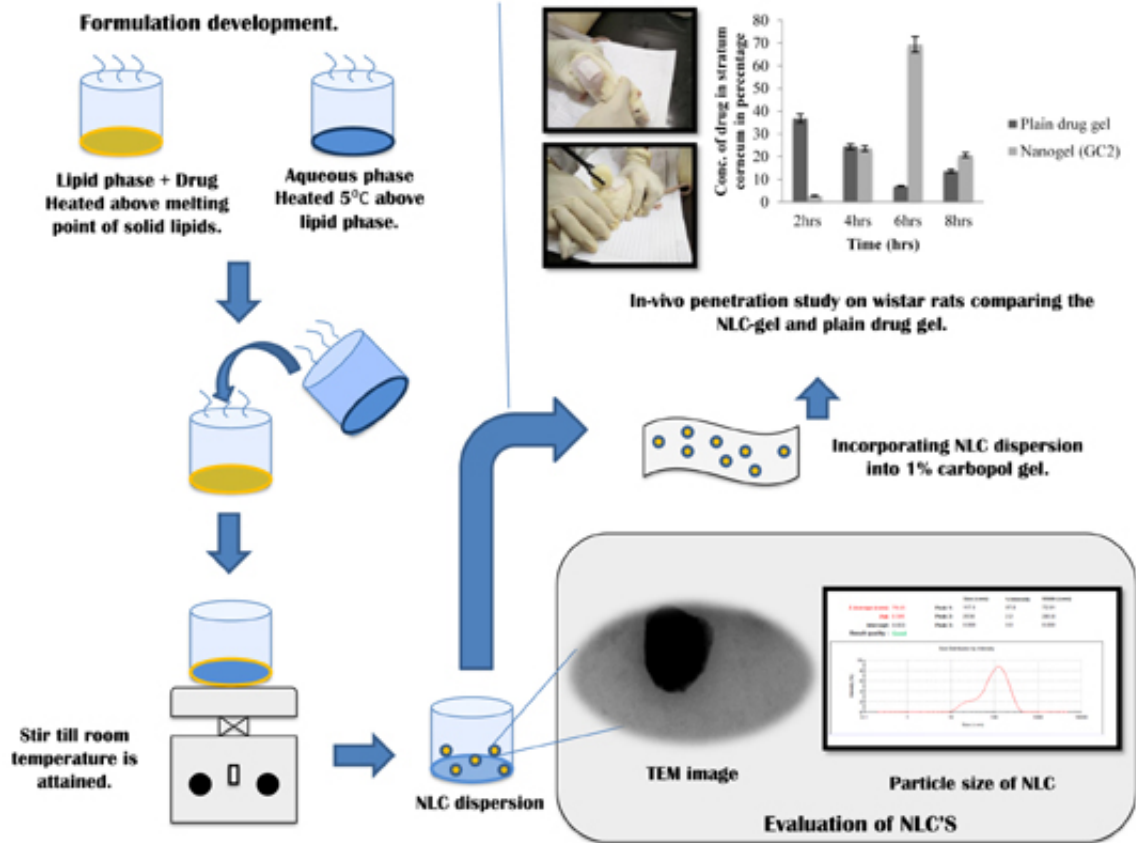 Formulation development.
Lipid phase + Drug
Heated above melting
point of solid lipids.
Aqueous phase
Heated 5⁰C above
lipid phase.
Stir till room
temperature is
attained.
NLC dispersion
Conc. of drug in stratum
corneum in percentage
80
70
60
50
40
30
20
10
0
2hrs 4hrs 6hrs 8hrs
Time (hrs)
Plain drug gel
Nanogel (GC2)
In-vivo penetration study on wistar rats comparing the
NLC-gel and plain drug gel.
Incorporating NLC dispersion
into 1% carbopol gel.
TEM image
Particle size of NLC
Evaluation of NLC'S